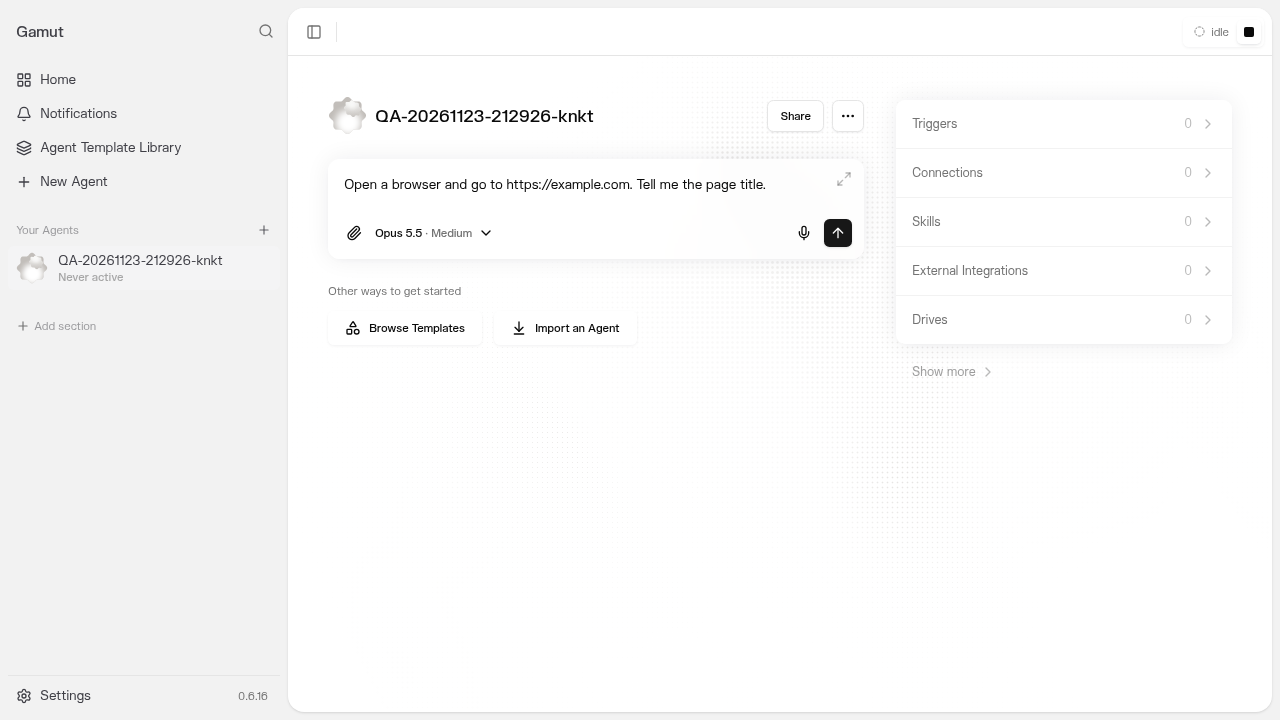 Gamut
Home
Notifications
Agent Template Library
New Agent
Your Agents
QA-20261123-212926-knkt
Never active
Add section
Settings
0.6.16
idle
QA-20261123-212926-knkt
Share
Open a browser and go to https://example.com. Tell me the page title.
Opus 5.5 · Medium
Other ways to get started
Browse Templates
Import an Agent
Triggers 0
Connections 0
Skills 0
External Integrations 0
Drives 0
Show more